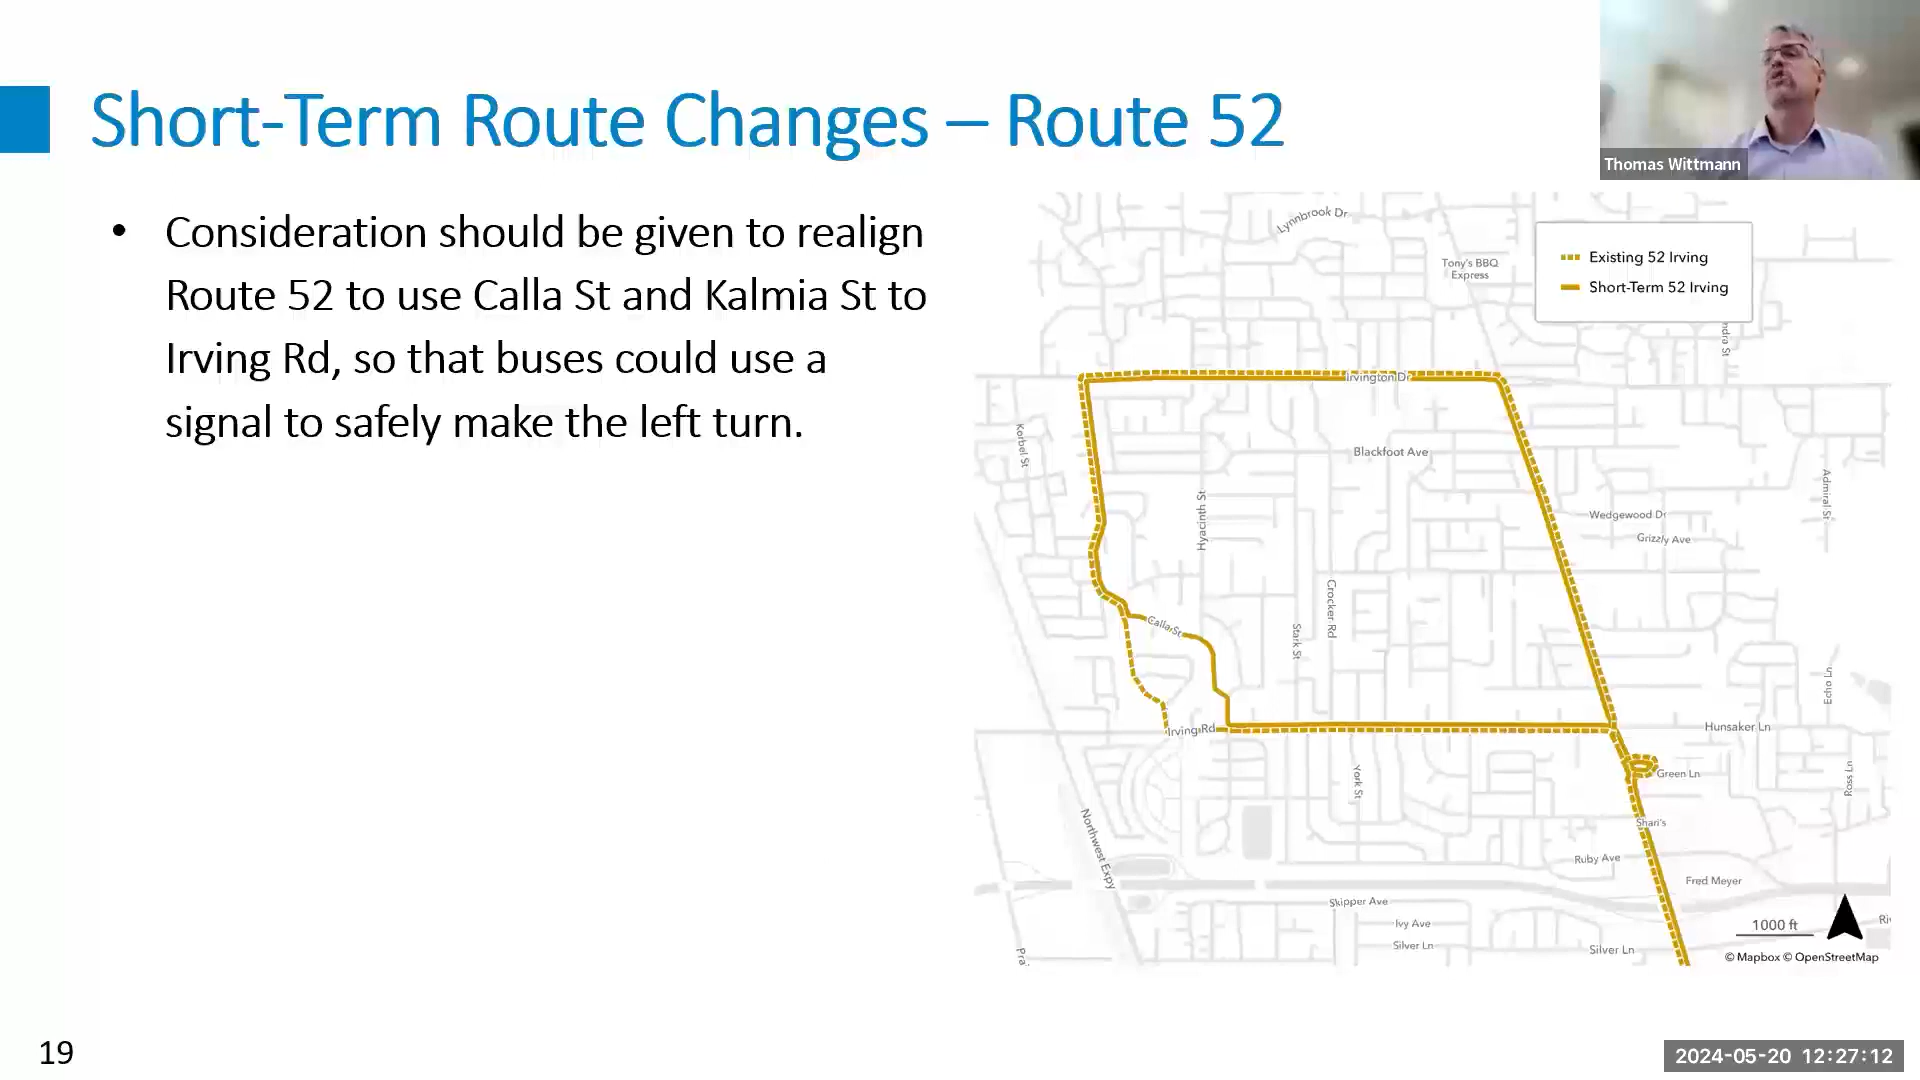 Short-Term Route Changes – Route 52
Thomas Wittmann
• Consideration should be given to realign
Route 52 to use Calla St and Kalmia St to
Irving Rd, so that buses could use a
signal to safely make the left turn.
Existing 52 Irving
Short-Term 52 Irving
Lynnbrook Dr
Tony's BBQ
Express
ndra St
Irvington Dr
Korbel St
Blackfoot Ave
Hyacinth St
Admiral St
Wedgewood Dr
Grizzly Ave
Crocker Rd
Calla St
Stark St
Echo Ln
Irving Rd
Hunsaker Ln
York St
Green Ln
Ross Ln
Northwest Expy
Shari's
Ruby Ave
Fred Meyer
Skipper Ave
Ivy Ave
Silver Ln
Silver Ln
Prai
1000 ft
Ri
© Mapbox © OpenStreetMap
19
2024-05-20 12:27:12